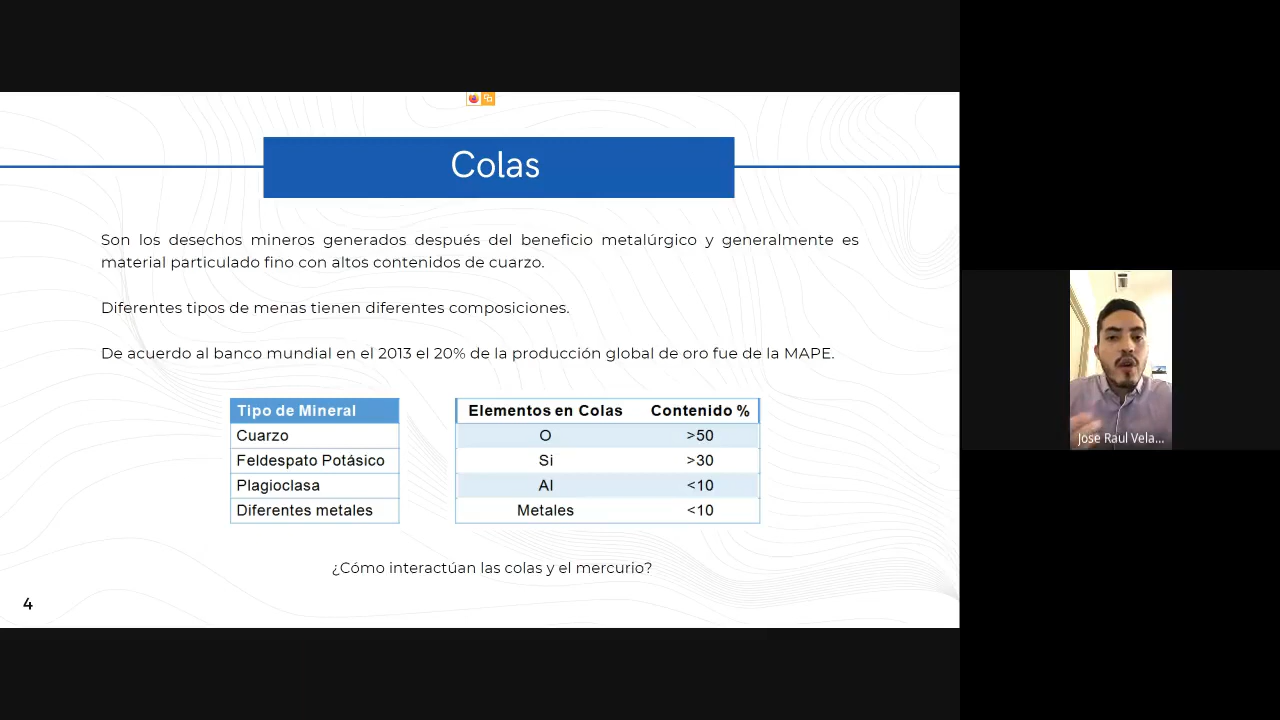 Colas
Son los desechos mineros generados después del beneficio metalúrgico y generalmente es
material particulado fino con altos contenidos de cuarzo.
Diferentes tipos de menas tienen diferentes composiciones.
De acuerdo al banco mundial en el 2013 el 20% de la producción global de oro fue de la MAPE.
Tipo de Mineral
Cuarzo
Feldespato Potásico
Plagioclasa
Diferentes metales
Elementos en Colas Contenido %
O >50
Si >30
Al <10
Metales <10
¿Cómo interactúan las colas y el mercurio?
4
Jose Raul Vela...